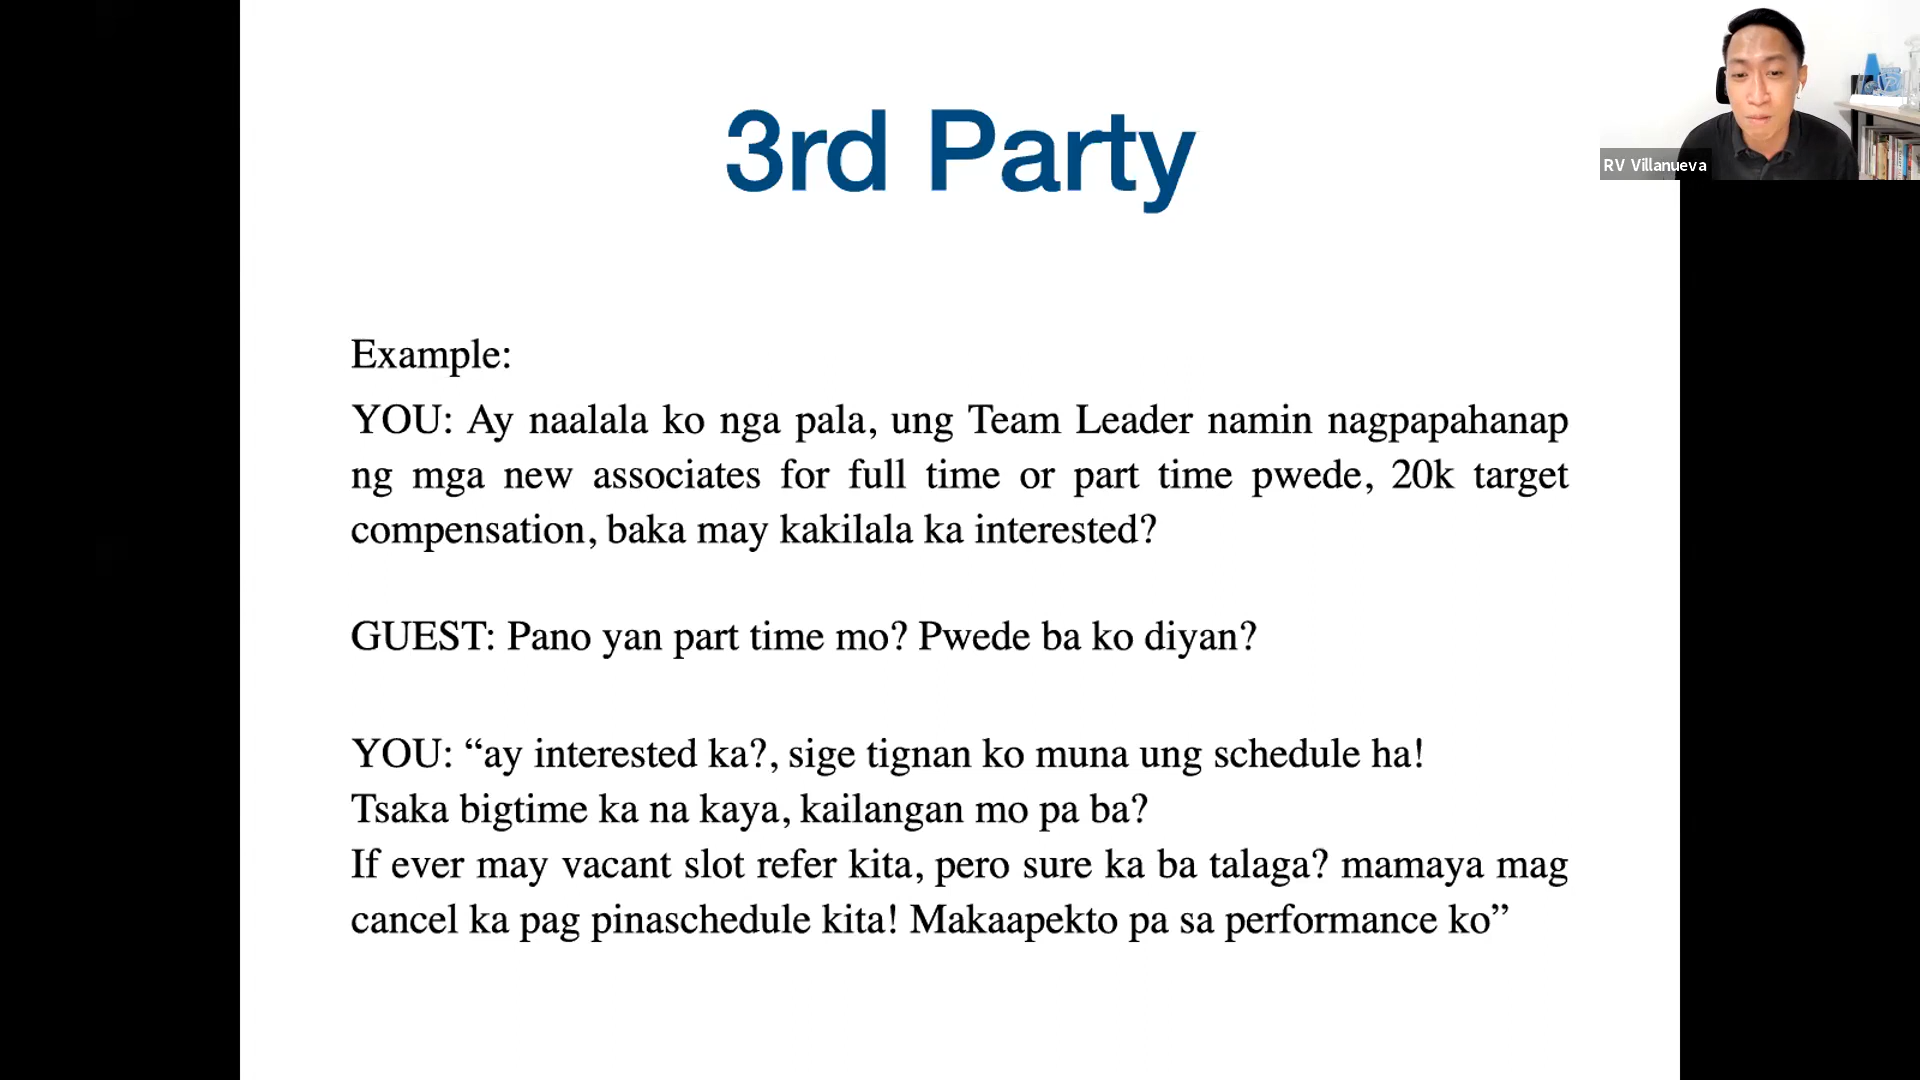 3rd Party
RV Villanueva
Example:
YOU: Ay naalala ko nga pala, ung Team Leader namin nagpapahanap
ng mga new associates for full time or part time pwede, 20k target
compensation, baka may kakilala ka interested?
GUEST: Pano yan part time mo? Pwede ba ko diyan?
YOU: “ay interested ka?, sige tignan ko muna ung schedule ha!
Tsaka bigtime ka na kaya, kailangan mo pa ba?
If ever may vacant slot refer kita, pero sure ka ba talaga? mamaya mag
cancel ka pag pinaschedule kita! Makaapekto pa sa performance ko”